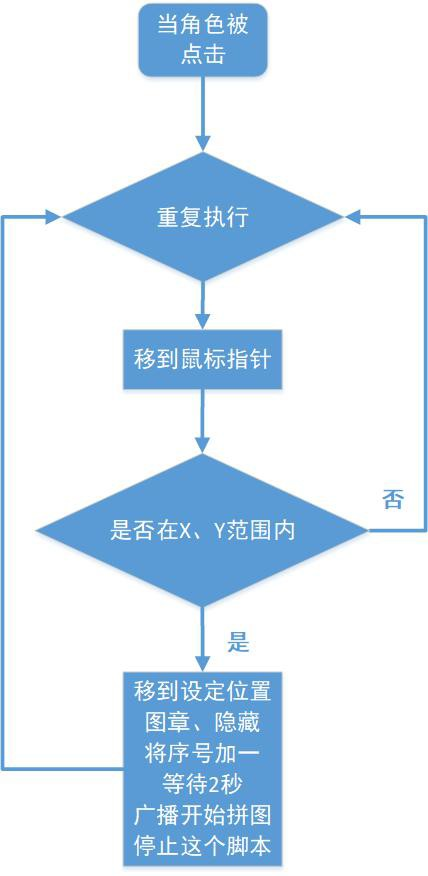 当角色被
点击
重复执行
移到鼠标指针
是否在X、Y范围内
否
是
移到设定位置
图章、隐藏
将序号加一
等待2秒
广播开始拼图
停止这个脚本